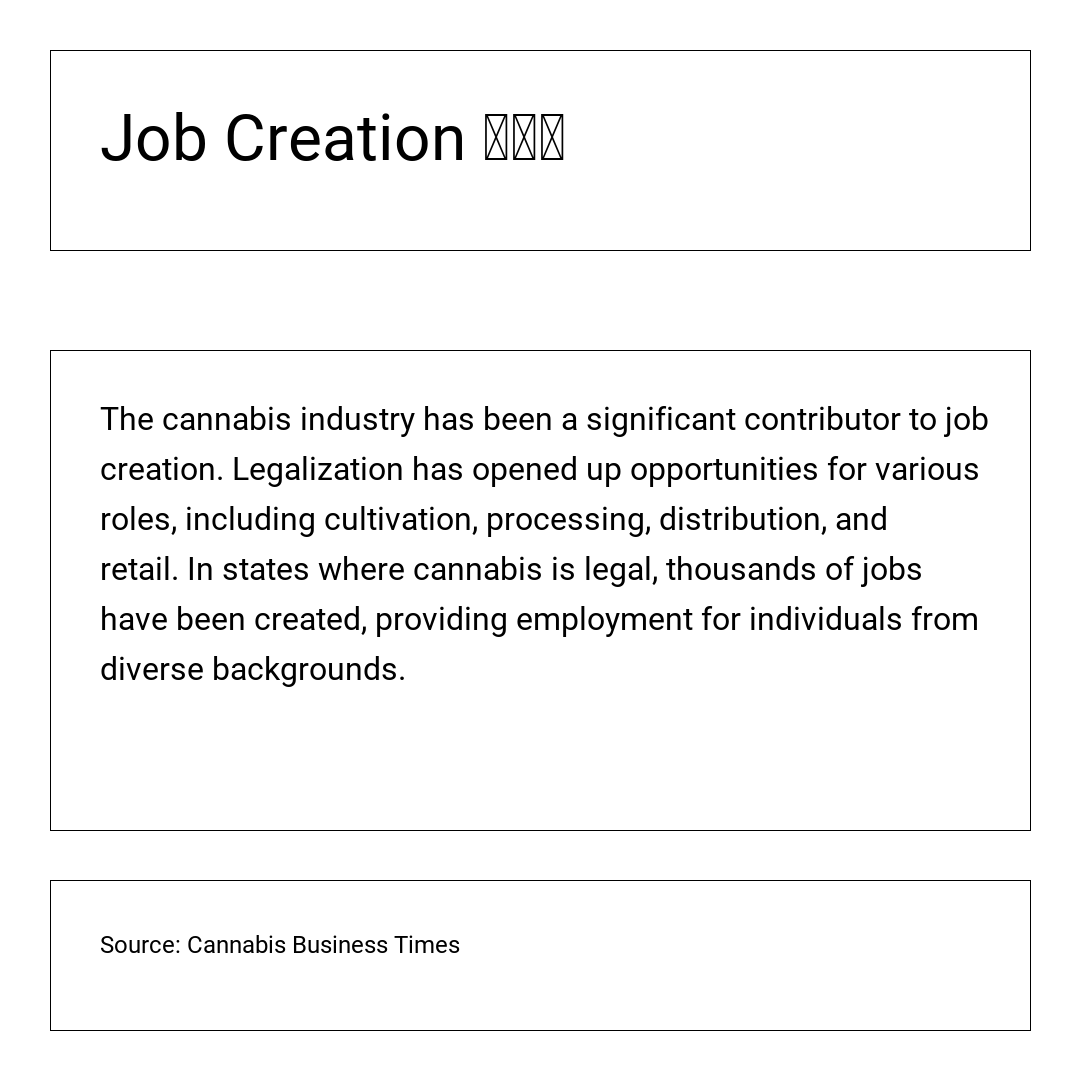 Job Creation
The cannabis industry has been a significant contributor to job
creation. Legalization has opened up opportunities for various
roles, including cultivation, processing, distribution, and
retail. In states where cannabis is legal, thousands of jobs
have been created, providing employment for individuals from
diverse backgrounds.
Source: Cannabis Business Times